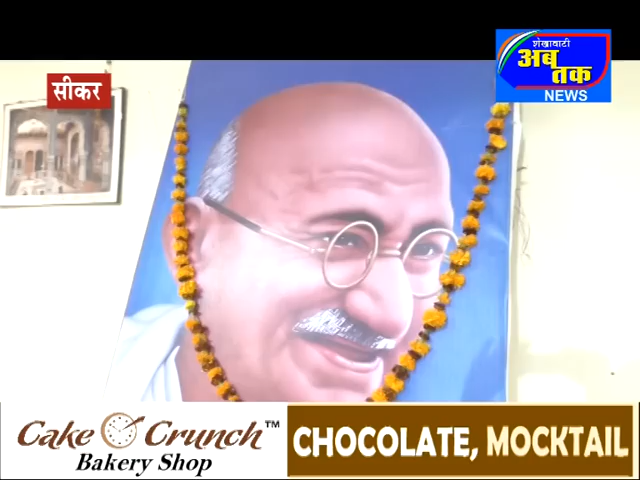 शेखावाटी
अब
तक
NEWS
सीकर
Cake Crunch™
Bakery Shop
CHOCOLATE, MOCKTAIL